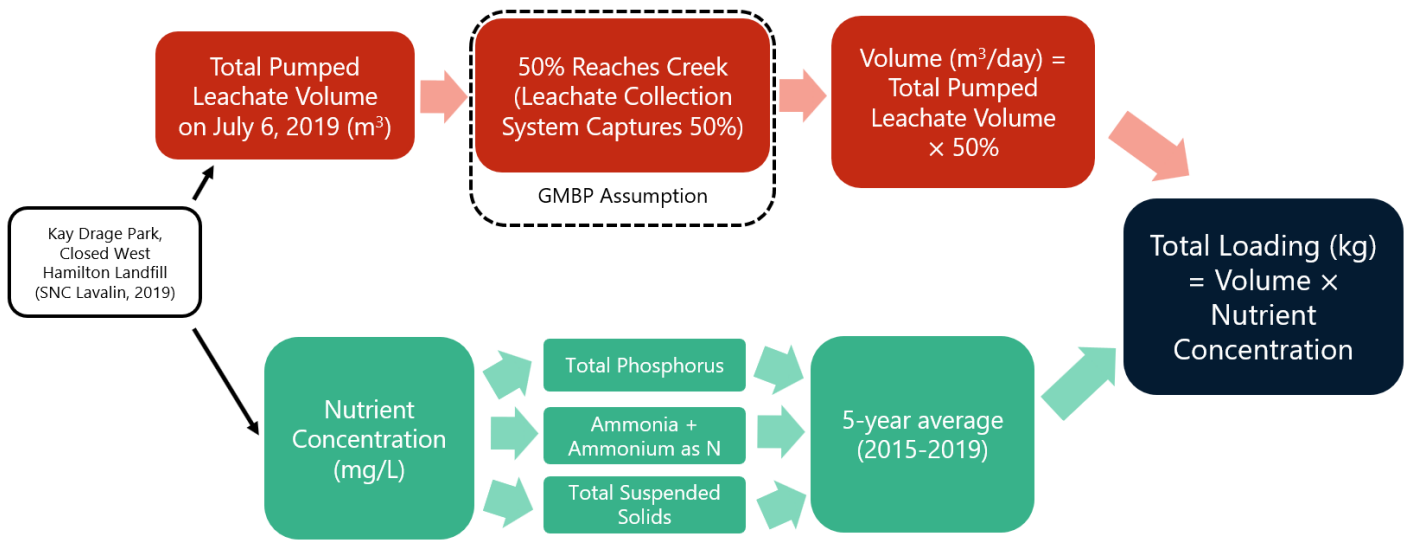 Total Pumped
Leachate Volume
on July 6, 2019 (m³)
50% Reaches Creek
(Leachate Collection
System Captures 50%)
GMBP Assumption
Volume (m³/day) =
Total Pumped
Leachate Volume
× 50%
Kay Drage Park,
Closed West
Hamilton Landfill
(SNC Lavalin, 2019)
Total Loading (kg)
= Volume ×
Nutrient
Concentration
Nutrient
Concentration
(mg/L)
Total Phosphorus
Ammonia +
Ammonium as N
Total Suspended
Solids
5-year average
(2015-2019)